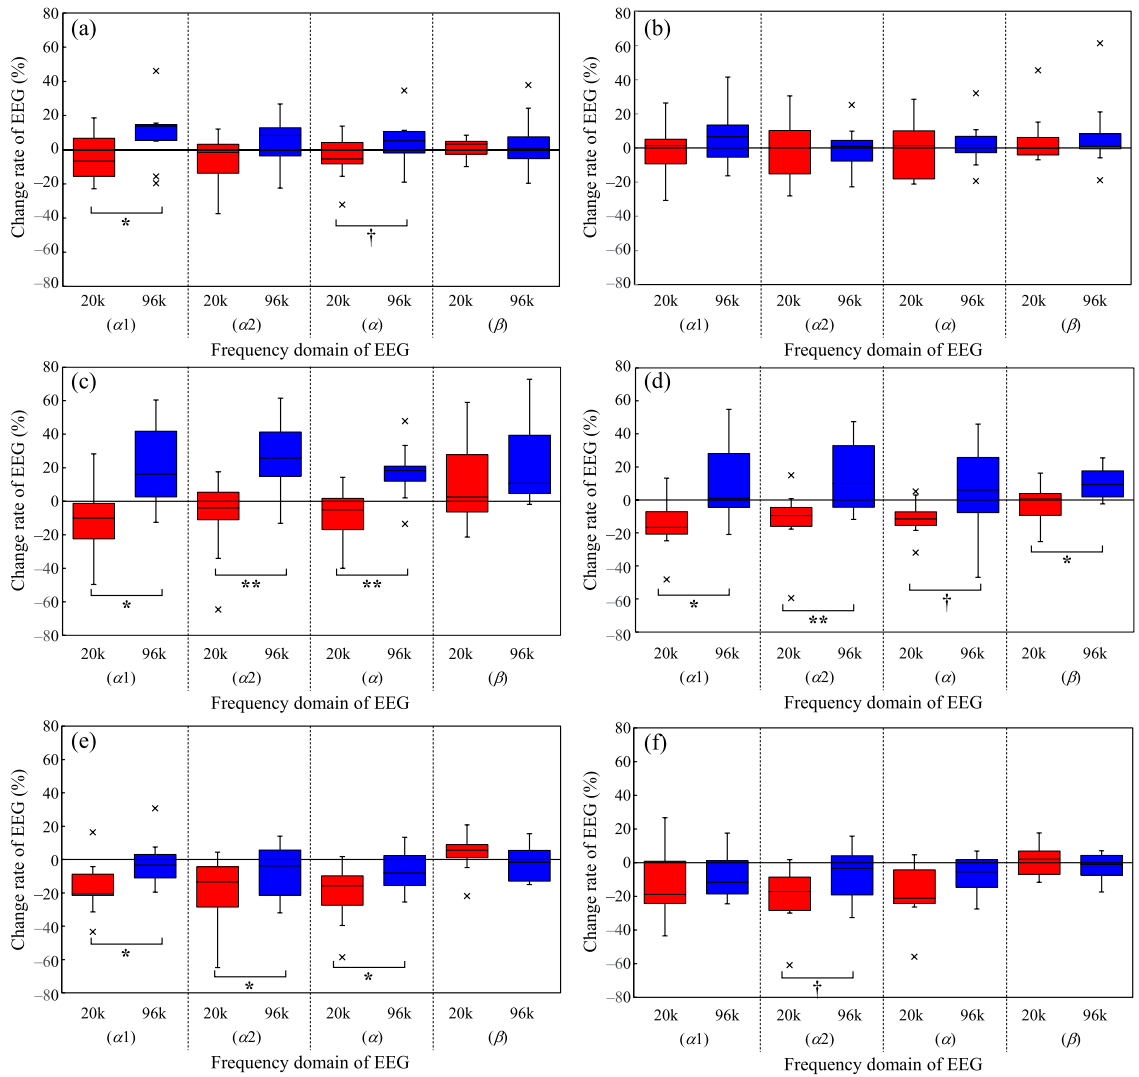 (a)
Change rate of EEG (%)
80
60
40
20
0
−20
−40
−60
−80
*
†
20k 96k 20k 96k 20k 96k 20k 96k
(α1) (α2) (α) (β)
Frequency domain of EEG
(b)
Change rate of EEG (%)
80
60
40
20
0
−20
−40
−60
−80
20k 96k 20k 96k 20k 96k 20k 96k
(α1) (α2) (α) (β)
Frequency domain of EEG
(c)
Change rate of EEG (%)
80
60
40
20
0
−20
−40
−60
−80
* ** **
20k 96k 20k 96k 20k 96k 20k 96k
(α1) (α2) (α) (β)
Frequency domain of EEG
(d)
Change rate of EEG (%)
80
60
40
20
0
−20
−40
−60
−80
* ** † *
20k 96k 20k 96k 20k 96k 20k 96k
(α1) (α2) (α) (β)
Frequency domain of EEG
(e)
Change rate of EEG (%)
80
60
40
20
0
−20
−40
−60
−80
* * *
20k 96k 20k 96k 20k 96k 20k 96k
(α1) (α2) (α) (β)
Frequency domain of EEG
(f)
Change rate of EEG (%)
80
60
40
20
0
−20
−40
−60
−80
†
20k 96k 20k 96k 20k 96k 20k 96k
(α1) (α2) (α) (β)
Frequency domain of EEG